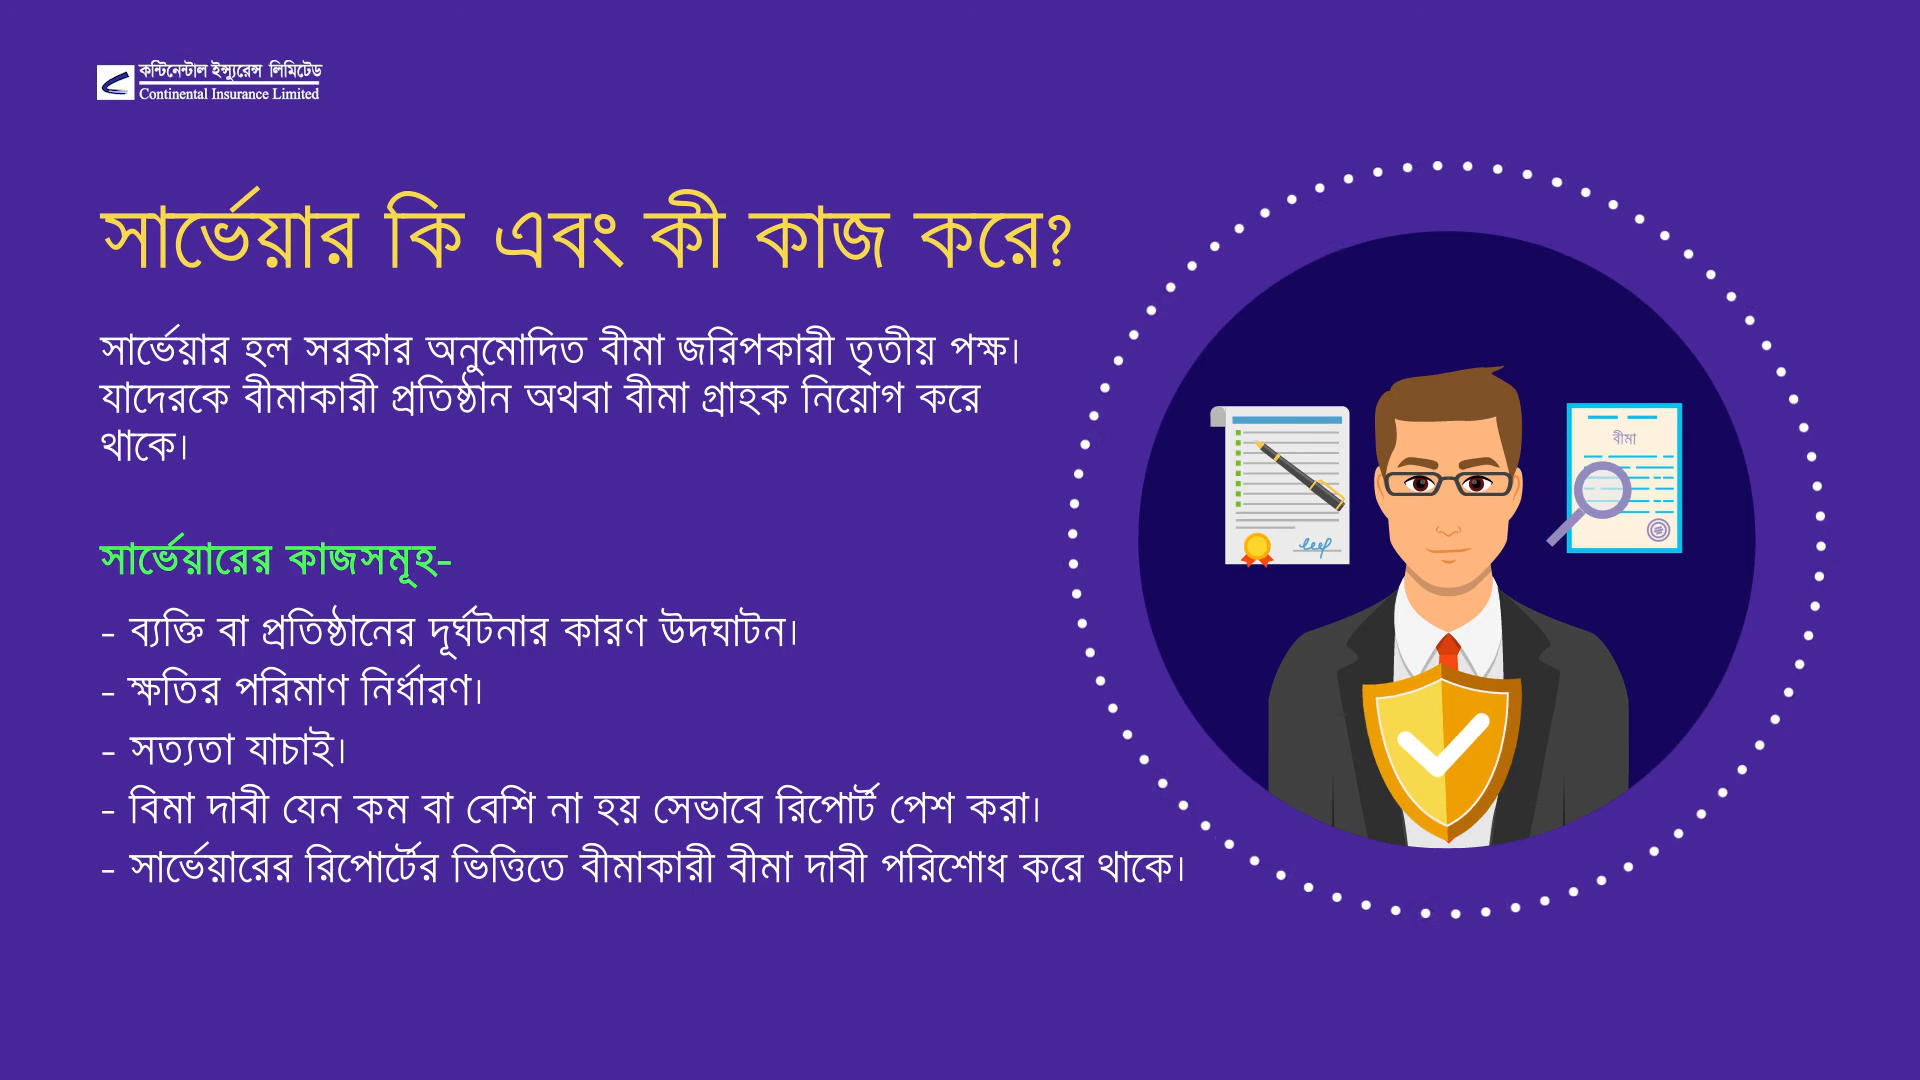 কন্টিনেন্টাল ইন্স্যুরেন্স লিমিটেড
Continental Insurance Limited
সার্ভেয়ার কি এবং কী কাজ করে?
সার্ভেয়ার হল সরকার অনুমোদিত বীমা জরিপকারী তৃতীয় পক্ষ।
যাদেরকে বীমাকারী প্রতিষ্ঠান অথবা বীমা গ্রাহক নিয়োগ করে
থাকে।
সার্ভেয়ারের কাজসমূহ-
- ব্যক্তি বা প্রতিষ্ঠানের দূর্ঘটনার কারণ উদঘাটন।
- ক্ষতির পরিমাণ নির্ধারণ।
- সত্যতা যাচাই।
- বিমা দাবী যেন কম বা বেশি না হয় সেভাবে রিপোর্ট পেশ করা।
- সার্ভেয়ারের রিপোর্টের ভিত্তিতে বীমাকারী বীমা দাবী পরিশোধ করে থাকে।
বীমা